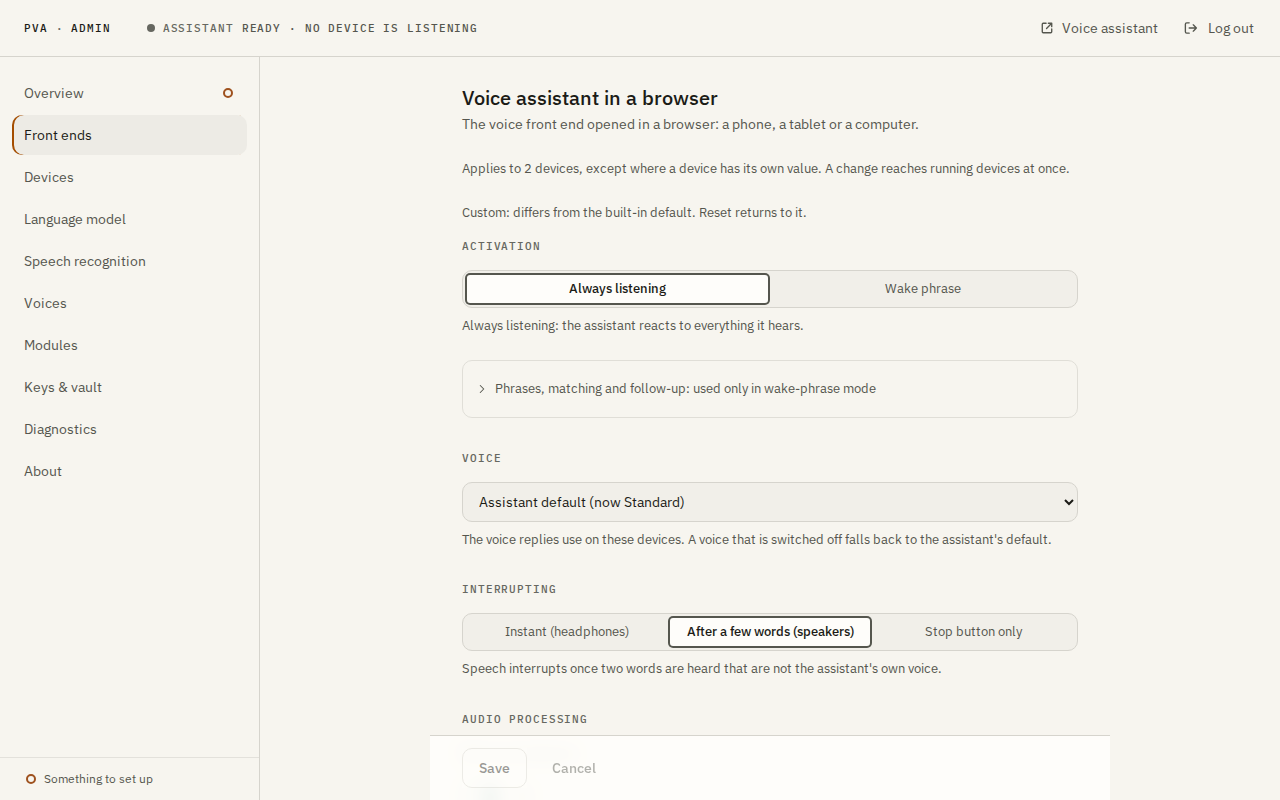 PVA · ADMIN
ASSISTANT READY · NO DEVICE IS LISTENING
Voice assistant
Log out
Overview
Front ends
Devices
Language model
Speech recognition
Voices
Modules
Keys & vault
Diagnostics
About
Something to set up
Voice assistant in a browser
The voice front end opened in a browser: a phone, a tablet or a computer.
Applies to 2 devices, except where a device has its own value. A change reaches running devices at once.
Custom: differs from the built-in default. Reset returns to it.
ACTIVATION
Always listening
Wake phrase
Always listening: the assistant reacts to everything it hears.
Phrases, matching and follow-up: used only in wake-phrase mode
VOICE
Assistant default (now Standard)
The voice replies use on these devices. A voice that is switched off falls back to the assistant's default.
INTERRUPTING
Instant (headphones)
After a few words (speakers)
Stop button only
Speech interrupts once two words are heard that are not the assistant's own voice.
AUDIO PROCESSING
Save
Cancel